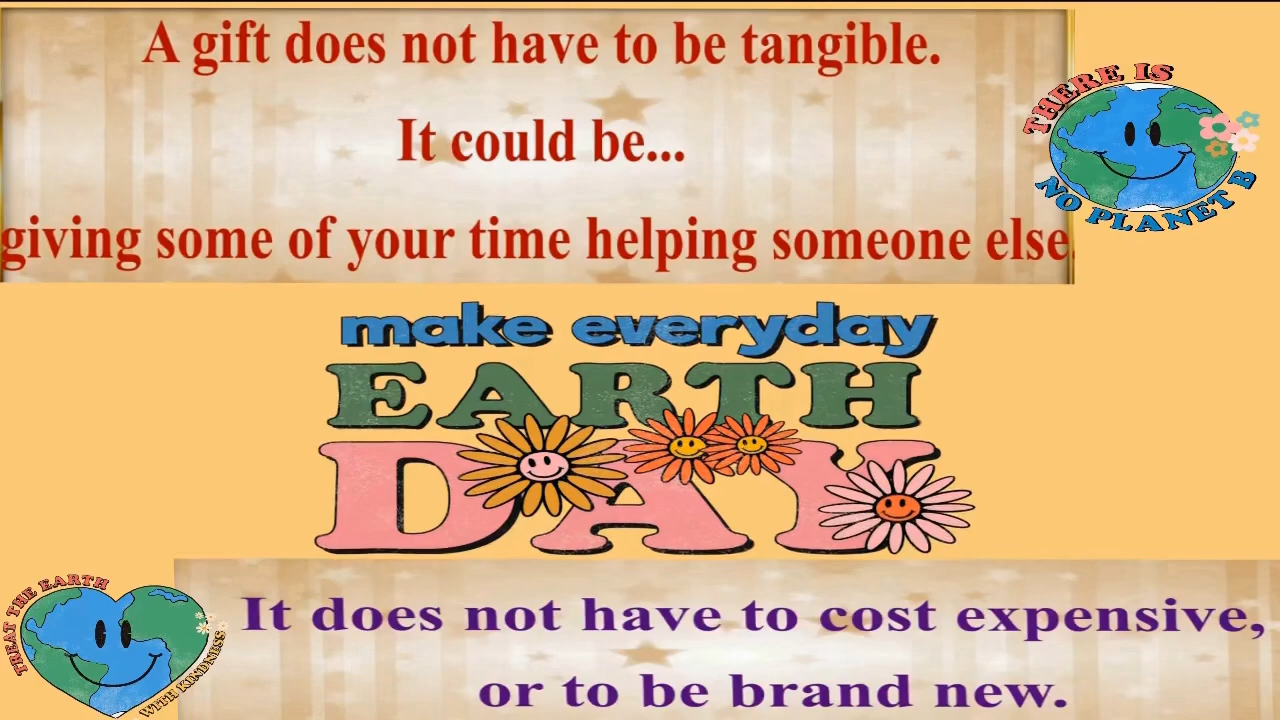 A gift does not have to be tangible.
It could be...
giving some of your time helping someone else.
THERE IS
NO PLANET B
make everyday
EARTH
DAY
TREAT THE EARTH
WITH KINDNESS
It does not have to cost expensive,
or to be brand new.